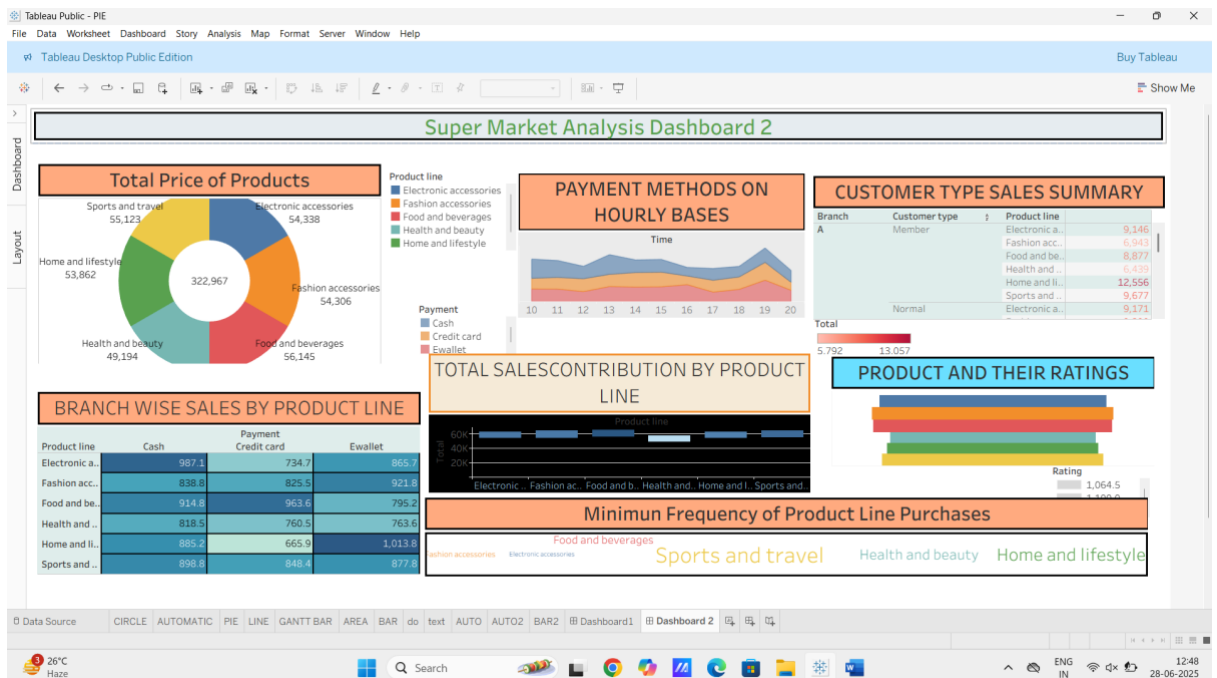 Tableau Public - PIE
File Data Worksheet Dashboard Story Analysis Map Format Server Window Help
Tableau Desktop Public Edition Buy Tableau
Show Me
Dashboard
Layout
Super Market Analysis Dashboard 2
Total Price of Products
Sports and travel
55,123
Electronic accessories
54,338
Home and lifestyle
53,862
322,967
Fashion accessories
54,306
Health and beauty
49,194
Food and beverages
56,145
Product line
Electronic accessories
Fashion accessories
Food and beverages
Health and beauty
Home and lifestyle
Payment
Cash
Credit card
Ewallet
PAYMENT METHODS ON
HOURLY BASES
Time
10 11 12 13 14 15 16 17 18 19 20
CUSTOMER TYPE SALES SUMMARY
Branch Customer type Product line
A Member Electronic a.. 9,146
Fashion acc.. 6,943
Food and be.. 8,877
Health and .. 6,439
Home and li.. 12,556
Sports and .. 9,677
Normal Electronic a.. 9,171
Total
5,792 13,057
BRANCH WISE SALES BY PRODUCT LINE
Payment
Product line Cash Credit card Ewallet
Electronic a.. 987.1 734.7 865.7
Fashion acc.. 838.8 825.5 921.8
Food and be.. 914.8 963.6 795.2
Health and .. 818.5 760.5 763.6
Home and li.. 885.2 665.9 1,013.8
Sports and .. 898.8 848.4 877.8
TOTAL SALESCONTRIBUTION BY PRODUCT
LINE
Product line
Total
60K
40K
20K
Electronic .. Fashion ac.. Food and b.. Health and.. Home and l.. Sports and..
PRODUCT AND THEIR RATINGS
Rating
1,064.5
Minimun Frequency of Product Line Purchases
Food and beverages
Fashion accessories Electronic accessories Sports and travel Health and beauty Home and lifestyle
Data Source CIRCLE AUTOMATIC PIE LINE GANTT BAR AREA BAR do text AUTO AUTO2 BAR2 Dashboard1 Dashboard 2
3
26°C
Haze
Search
ENG
IN
12:48
28-06-2025